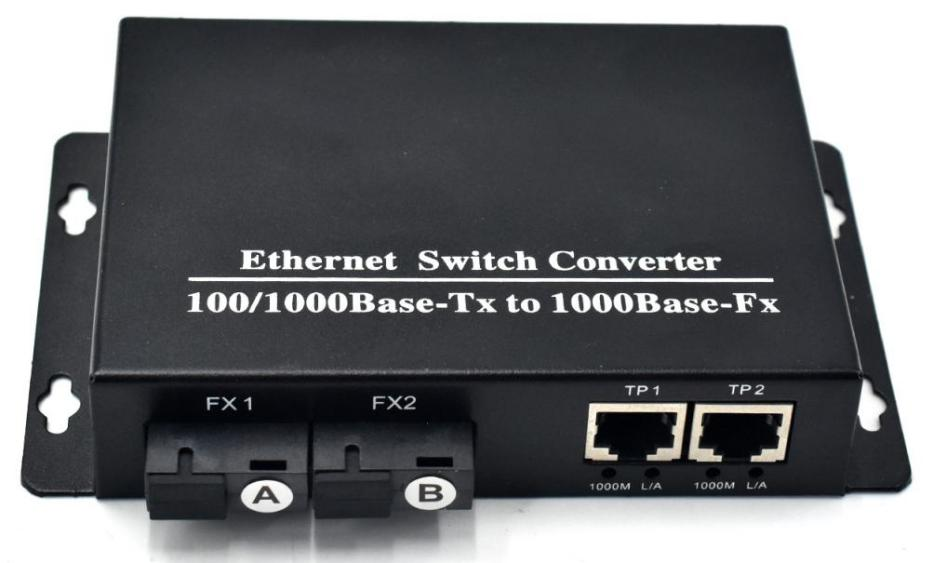 Ethernet Switch Converter
100/1000Base-Tx to 1000Base-Fx
FX1 FX2 TP1 TP2
A B
1000M L/A 1000M L/A